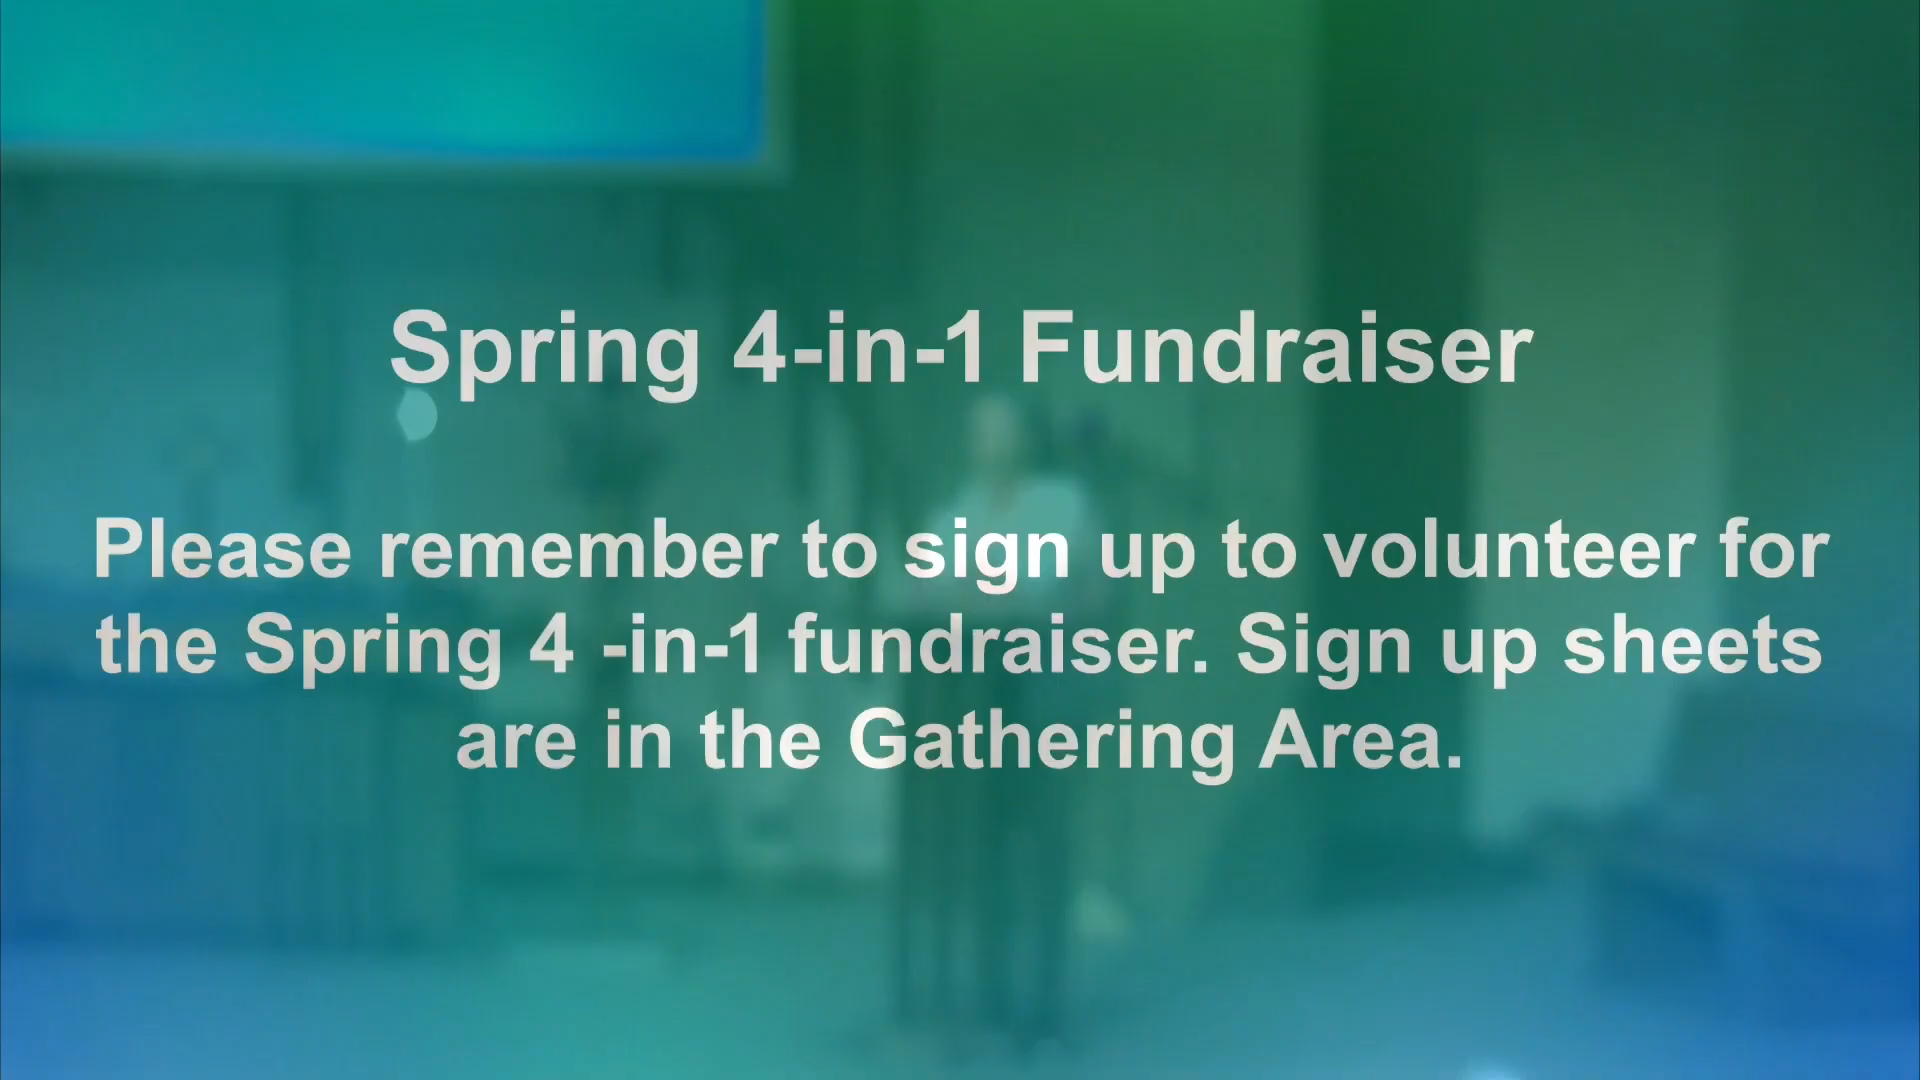 Spring 4-in-1 Fundraiser
Please remember to sign up to volunteer for
the Spring 4 -in-1 fundraiser. Sign up sheets
are in the Gathering Area.